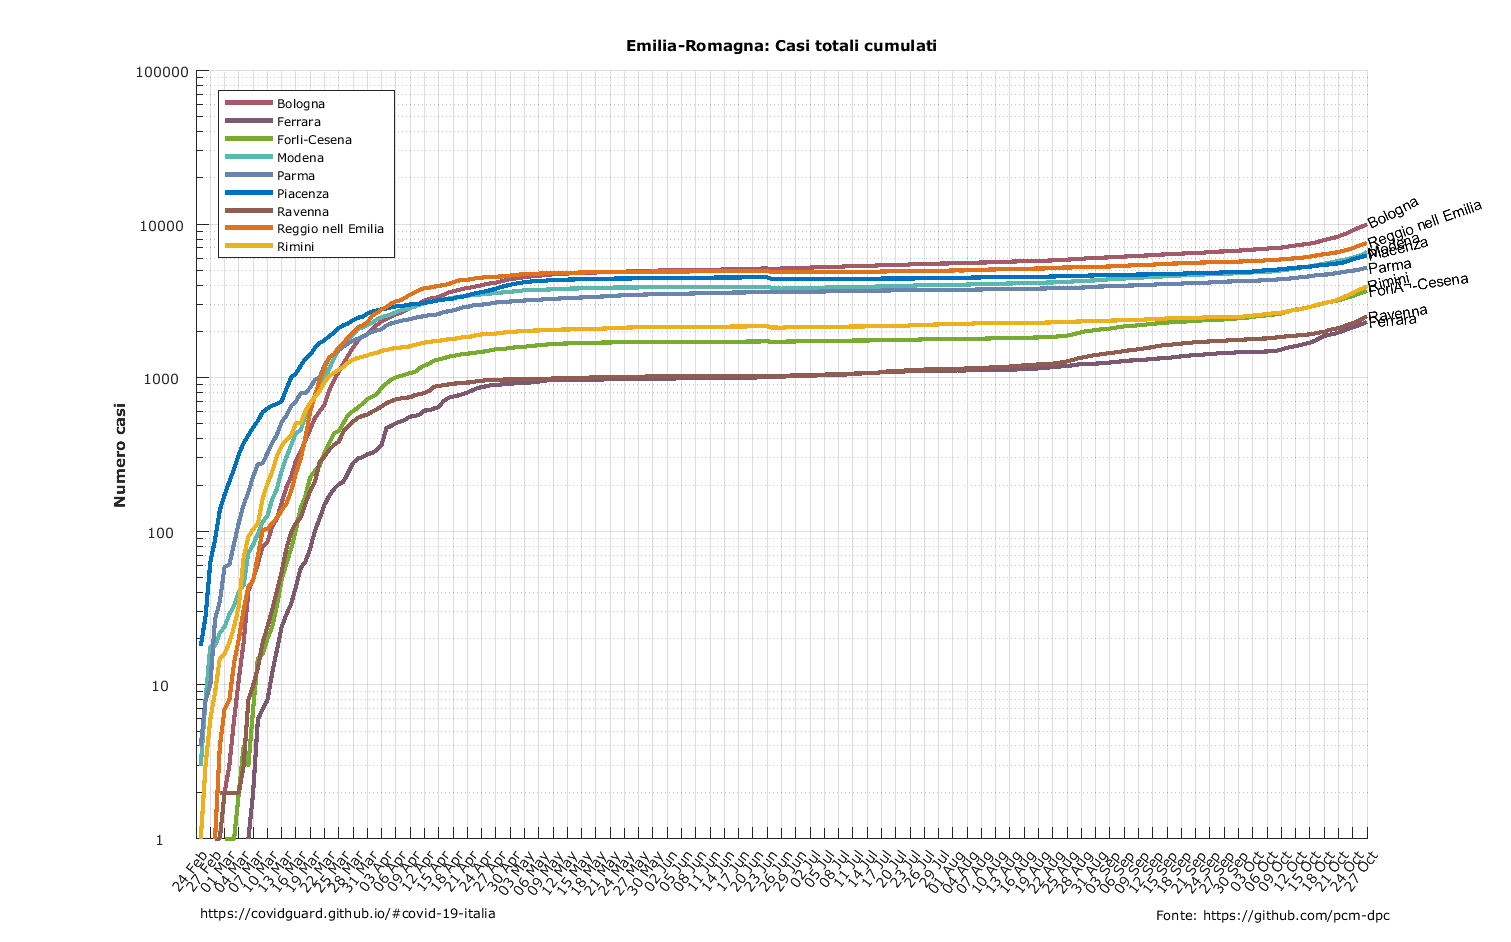 Emilia-Romagna: Casi totali cumulati
100000
10000
1000
100
10
1
Numero casi
Bologna
Ferrara
Forli-Cesena
Modena
Parma
Piacenza
Ravenna
Reggio nell Emilia
Rimini
Bologna
Reggio nell Emilia
Modena
Piacenza
Parma
Rimini
Ravenna
Ferrara
24 Feb
27 Feb
01 Mar
04 Mar
07 Mar
10 Mar
13 Mar
16 Mar
19 Mar
22 Mar
25 Mar
28 Mar
31 Mar
03 Apr
06 Apr
09 Apr
12 Apr
15 Apr
18 Apr
21 Apr
24 Apr
27 Apr
30 Apr
03 May
06 May
09 May
12 May
15 May
18 May
21 May
24 May
27 May
30 May
02 Jun
05 Jun
08 Jun
11 Jun
14 Jun
17 Jun
20 Jun
23 Jun
26 Jun
29 Jun
02 Jul
05 Jul
08 Jul
11 Jul
14 Jul
17 Jul
20 Jul
23 Jul
26 Jul
29 Jul
01 Aug
04 Aug
07 Aug
10 Aug
13 Aug
16 Aug
19 Aug
22 Aug
25 Aug
28 Aug
31 Aug
03 Sep
06 Sep
09 Sep
12 Sep
15 Sep
18 Sep
21 Sep
24 Sep
27 Sep
30 Sep
03 Oct
06 Oct
09 Oct
12 Oct
15 Oct
18 Oct
21 Oct
24 Oct
27 Oct
https://covidguard.github.io/#covid-19-italia
Fonte: https://github.com/pcm-dpc